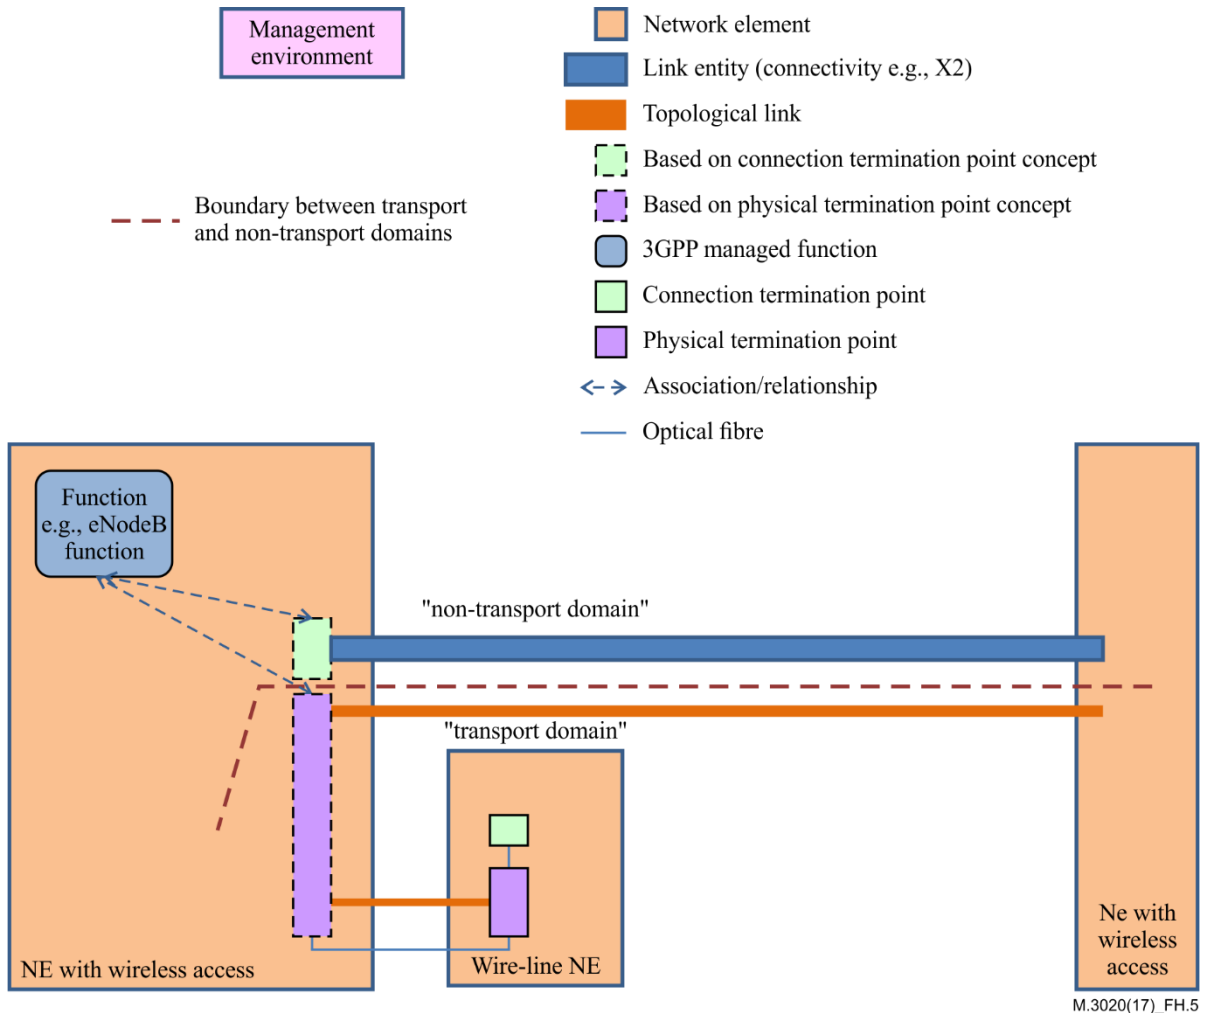 Management
environment
Network element
Link entity (connectivity e.g., X2)
Topological link
Based on connection termination point concept
Based on physical termination point concept
Boundary between transport
and non-transport domains
3GPP managed function
Connection termination point
Physical termination point
Association/relationship
Optical fibre
Function
e.g., eNodeB
function
"non-transport domain"
"transport domain"
NE with wireless access
Wire-line NE
Ne with
wireless
access
M.3020(17)_FH.5